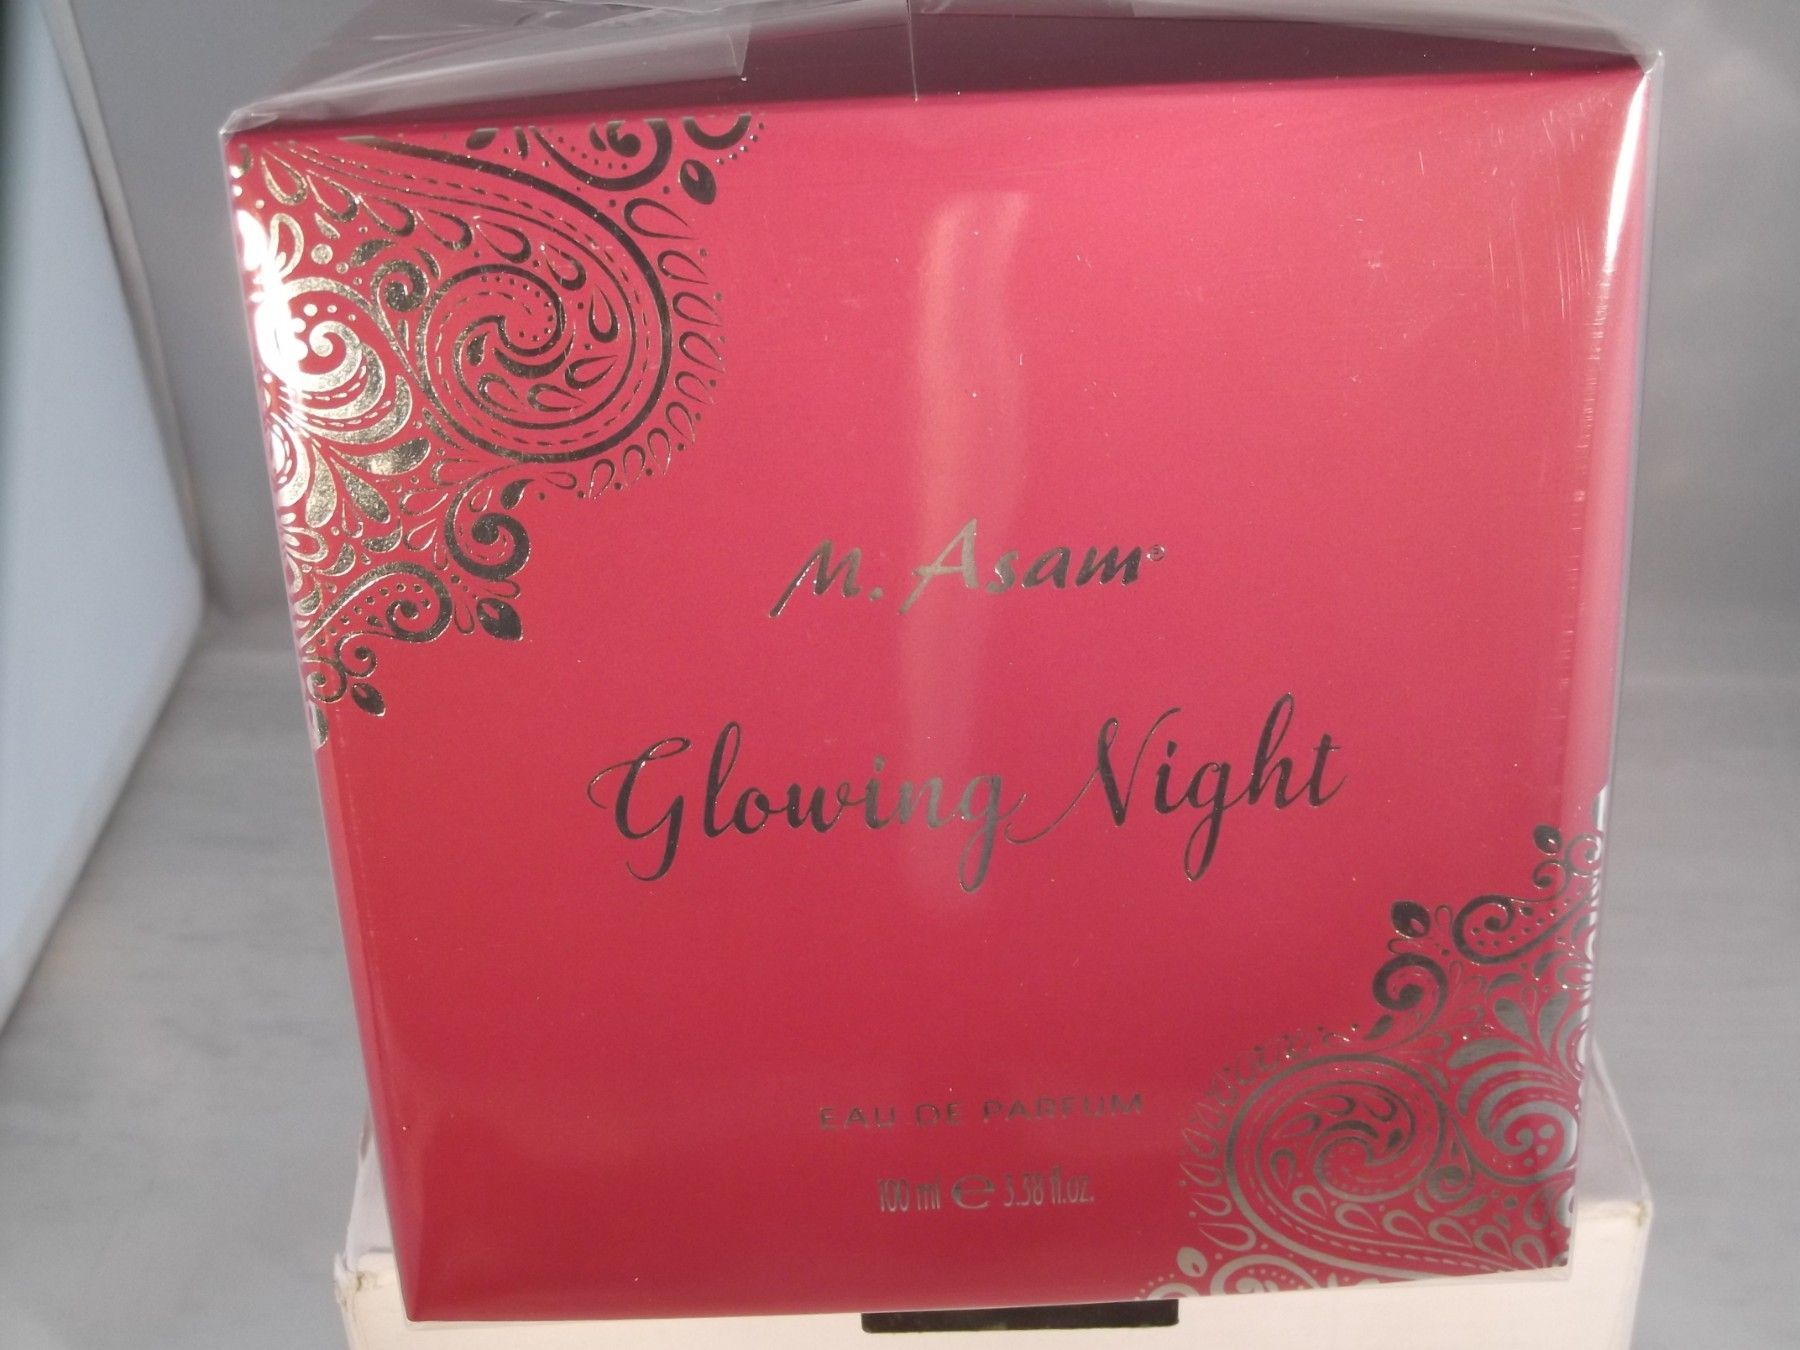 M. Asam®
Glowing Night
EAU DE PARFUM
100 ml ℮ 3.38 fl.oz.